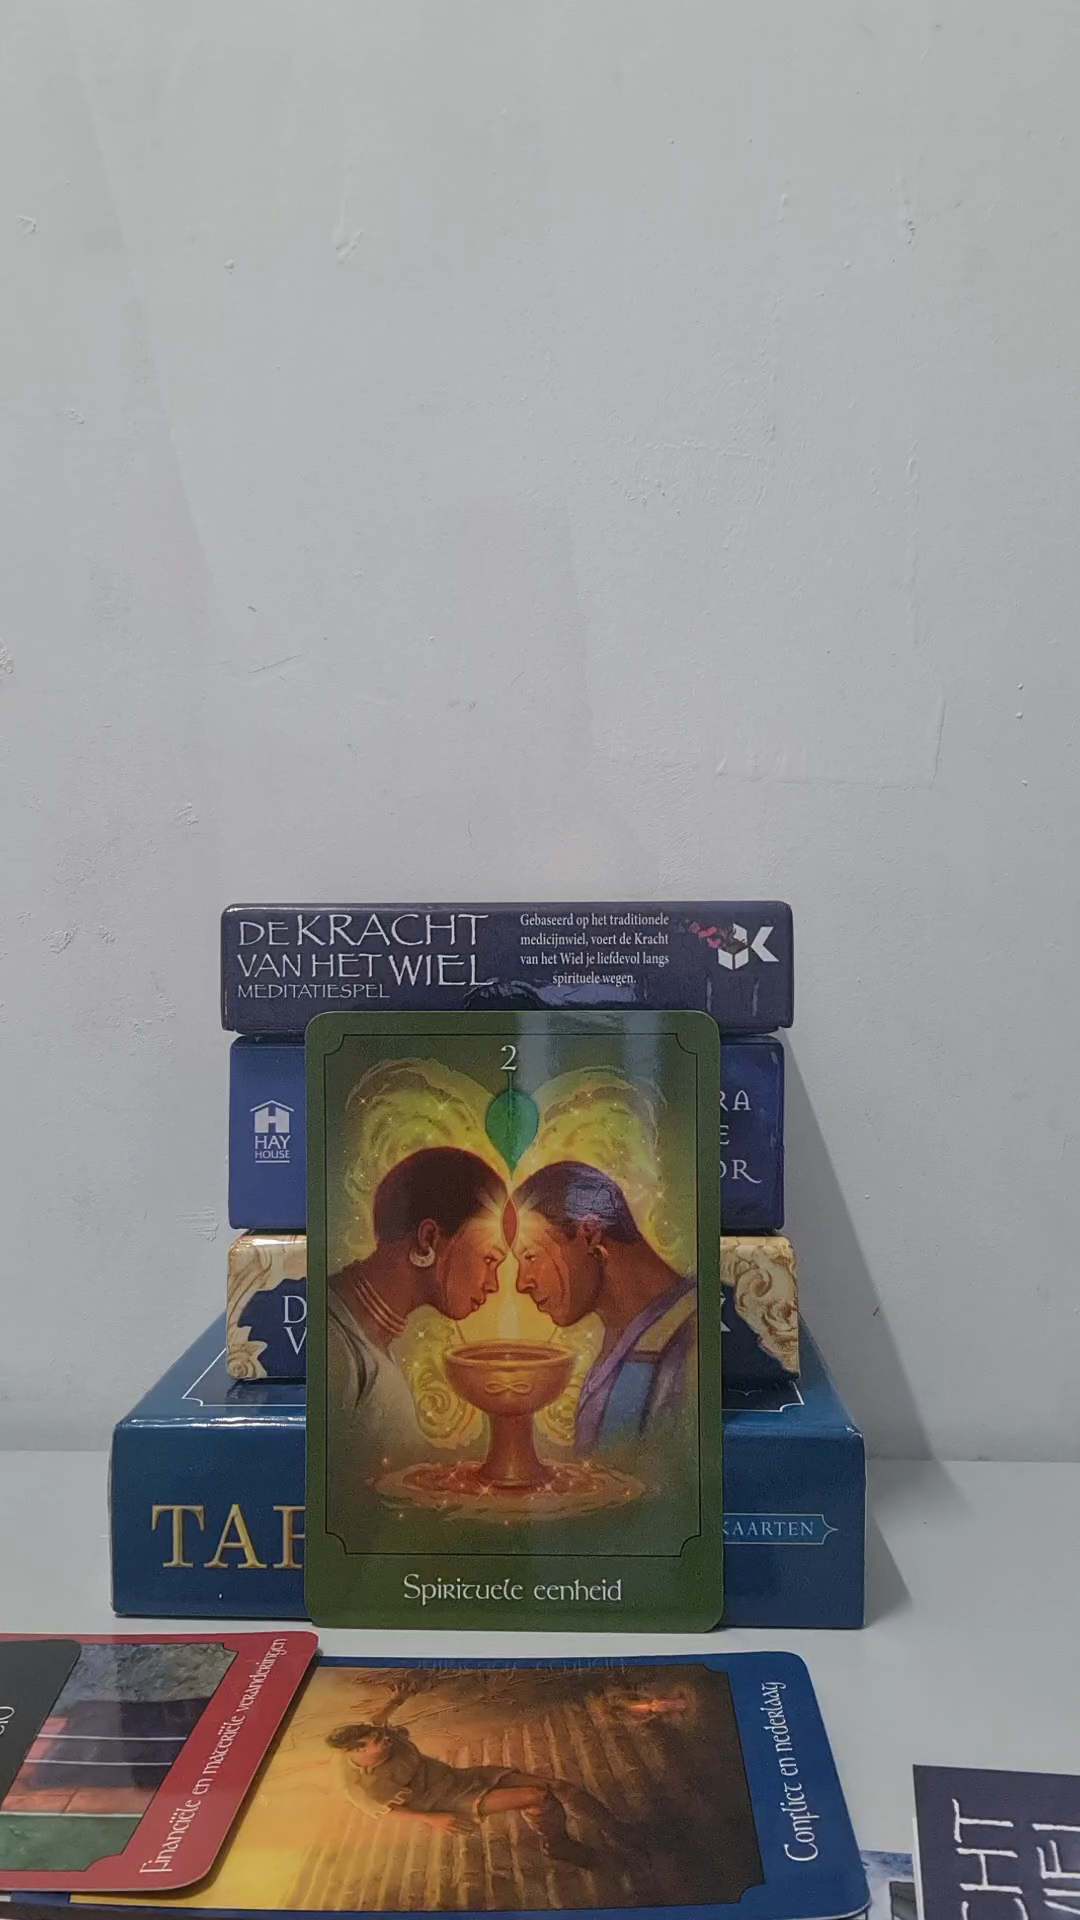 DE KRACHT
VAN HET WIEL
MEDITATIESPEL
Gebaseerd op het traditionele
medicijnwiel, voert de Kracht
van het Wiel je liefdevol langs
spirituele wegen.
HAY
HOUSE
2
Spirituele eenheid
KAARTEN
Financiële en materiële veranderingen
Conflict en nederlaag